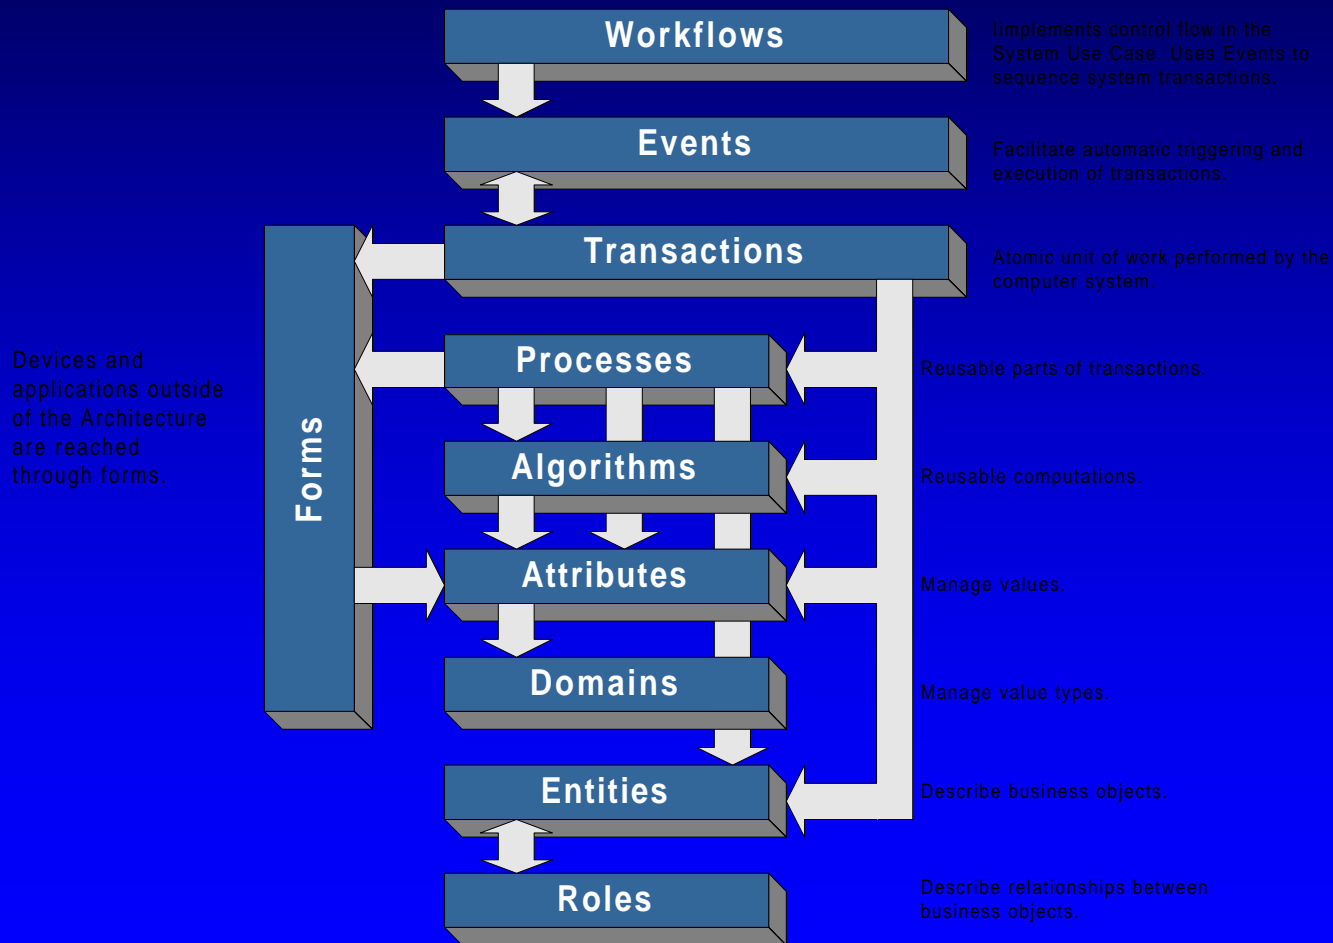 Workflows
Iimplements control flow in the
System Use Case. Uses Events to
sequence system transactions.
Events
Facilitate automatic triggering and
execution of transactions.
Transactions
Atomic unit of work performed by the
computer system.
Devices and
applications outside
of the Architecture
are reached
through forms.
Forms
Processes
Reusable parts of transactions.
Algorithms
Reusable computations.
Attributes
Manage values.
Domains
Manage value types.
Entities
Describe business objects.
Roles
Describe relationships between
business objects.